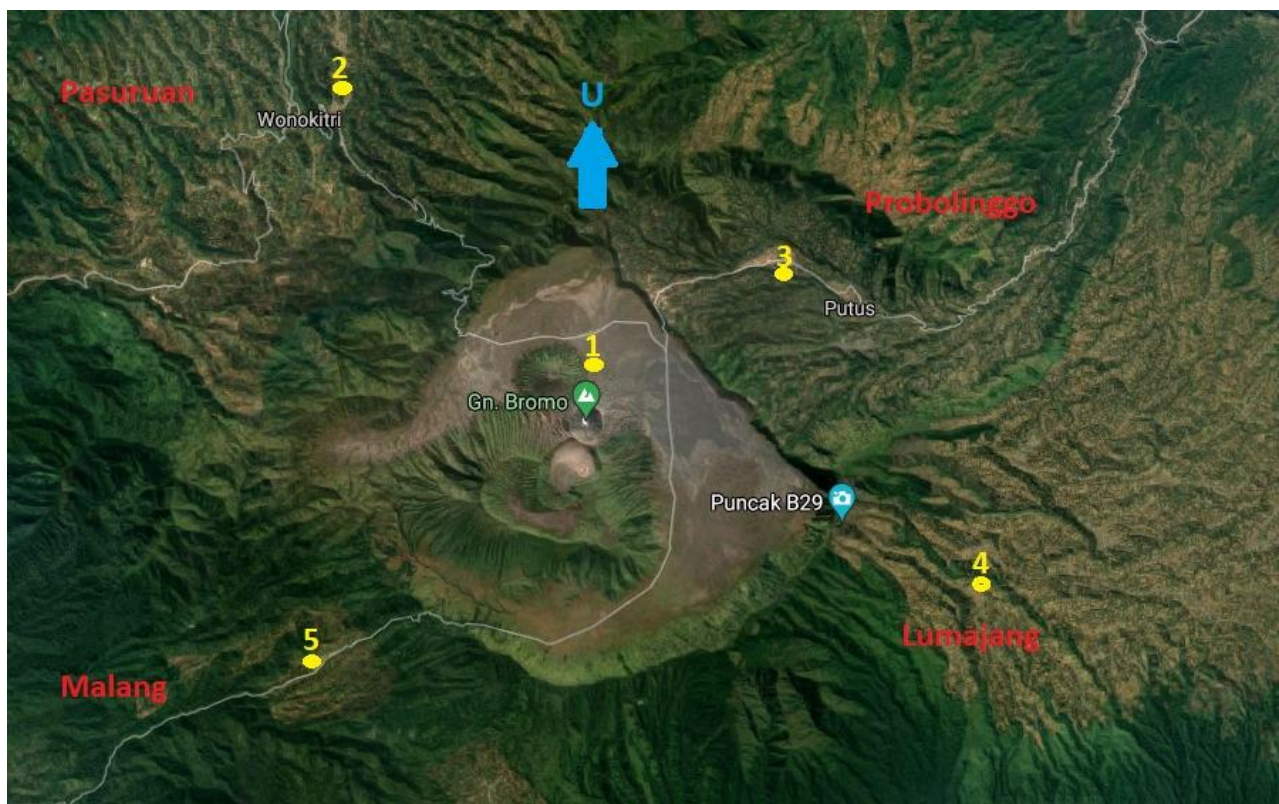 2
Pasuruan
U
Wonokitri
Probolinggo
3
Putus
1
Gn. Bromo
Puncak B29
4
Lumajang
5
Malang